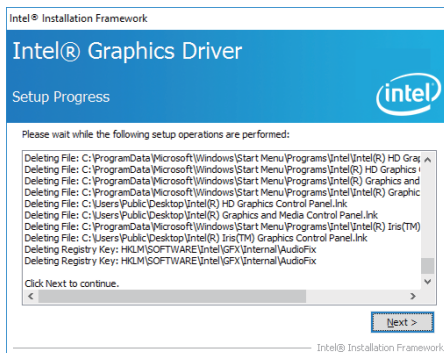 Intel® Installation Framework
Intel® Graphics Driver
Setup Progress
intel
Please wait while the following setup operations are performed:
Deleting File: C:\ProgramData\Microsoft\Windows\Start Menu\Programs\Intel\Intel(R) HD Grap
Deleting File: C:\ProgramData\Microsoft\Windows\Start Menu\Programs\Intel(R) HD Graphics
Deleting File: C:\ProgramData\Microsoft\Windows\Start Menu\Programs\Intel(R) Graphics and
Deleting File: C:\ProgramData\Microsoft\Windows\Start Menu\Programs\Intel\Intel(R) Graphic
Deleting File: C:\Users\Public\Desktop\Intel(R) HD Graphics Control Panel.lnk
Deleting File: C:\Users\Public\Desktop\Intel(R) Graphics and Media Control Panel.lnk
Deleting File: C:\ProgramData\Microsoft\Windows\Start Menu\Programs\Intel\Intel(R) Iris(TM)
Deleting File: C:\Users\Public\Desktop\Intel(R) Iris(TM) Graphics Control Panel.lnk
Deleting Registry Key: HKLM\SOFTWARE\Intel\GFX\Internal\AudioFix
Deleting Registry Key: HKLM\SOFTWARE\Intel\GFX\Internal\AudioFix
Click Next to continue.
Next >
Intel® Installation Framework